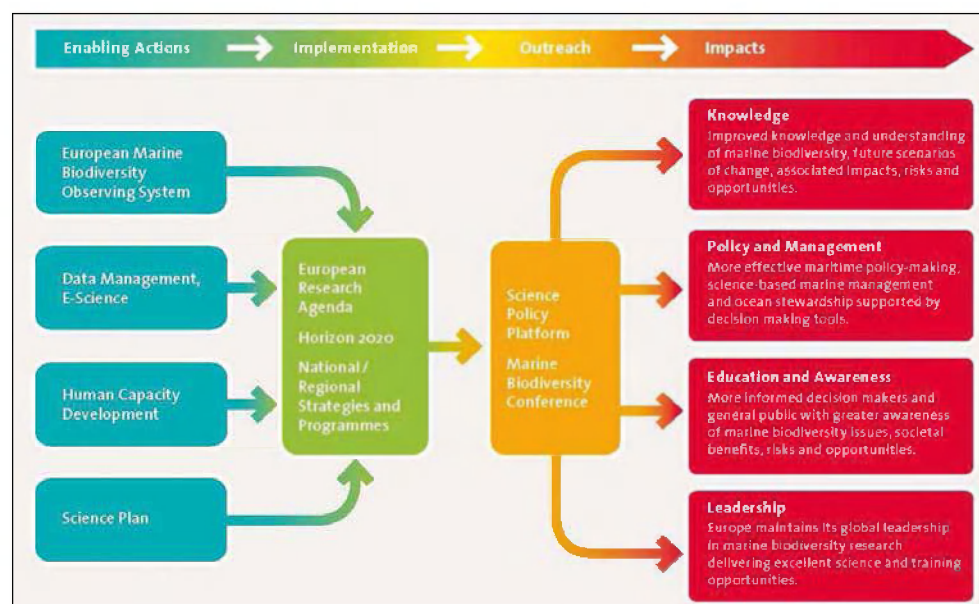 Enabling Actions
Implementation
Outreach
Impacts
European Marine
Biodiversity
Observing System
Data Management,
E-Science
Human Capacity
Development
Science Plan
European
Research
Agenda
Horizon 2020
National/
Regional
Strategies and
Programmes
Science
Policy
Platform
Marine
Biodiversity
Conference
Knowledge
Improved knowledge and understanding
of marine biodiversity, future scenarios
of change, associated impacts, risks and
opportunities.
Policy and Management
More effective maritime policy-making,
science-based marine management
and ocean stewardship supported by
decision making tools.
Education and Awareness
More informed decision makers and
general public with greater awareness
of marine biodiversity issues, societal
benefits, risks and opportunities.
Leadership
Europe maintains its global leadership
in marine biodiversity research
delivering excellent science and training
opportunities.